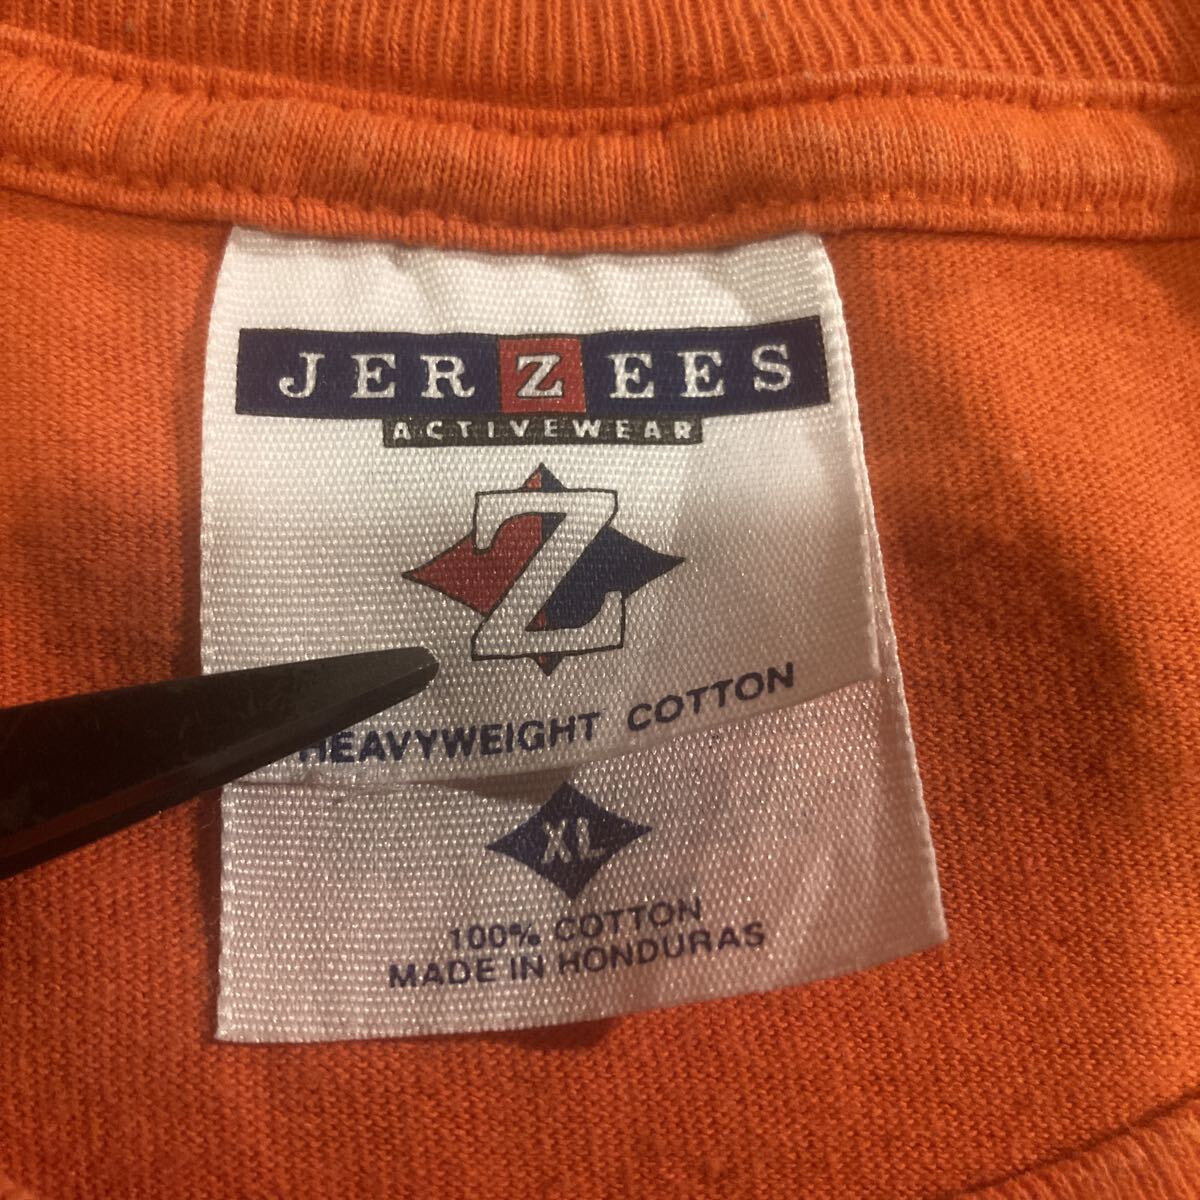 JERZEES
ACTIVEWEAR
Z
HEAVYWEIGHT COTTON
XL
100% COTTON
MADE IN HONDURAS